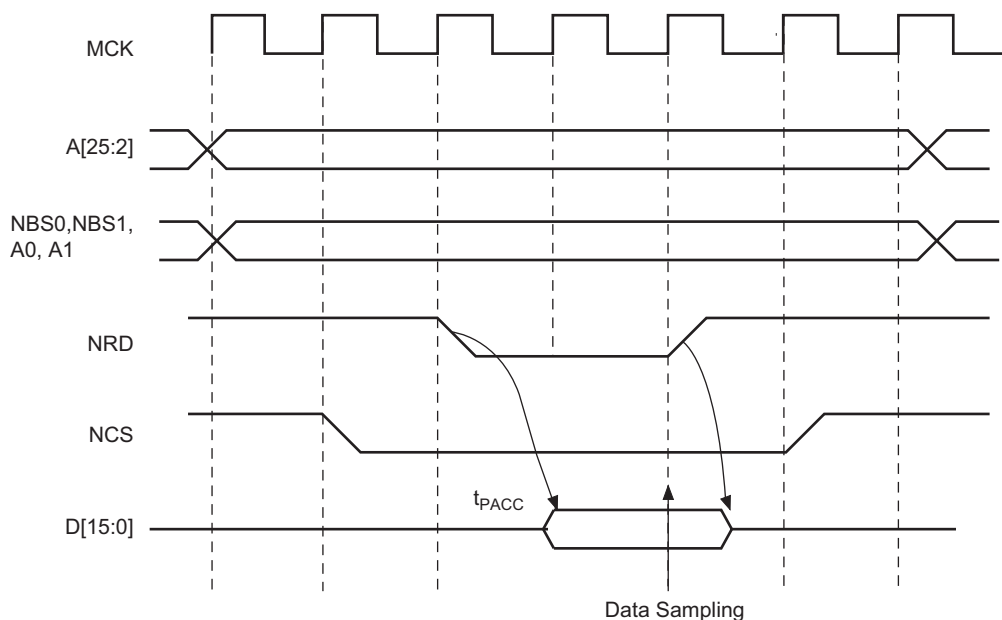 MCK
A[25:2]
NBS0,NBS1,
A0, A1
NRD
NCS
tPACC
D[15:0]
Data Sampling